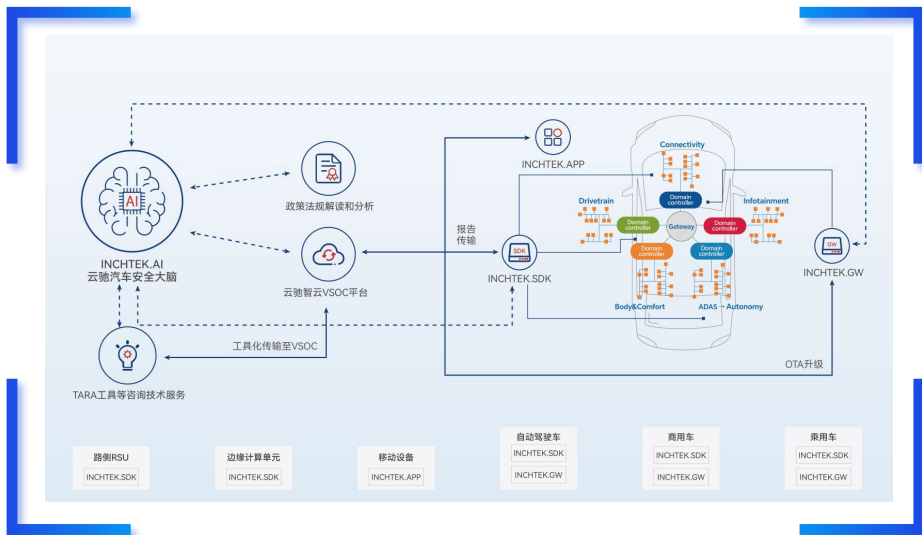 INCHTEK.APP
Connectivity
AI
政策法规解读和分析
Domain
controller
Drivetrain
Infotainment
Domain
controller
Gateway
Domain
controller
报告
传输
SDK
GW
INCHTEK.AI
云驰汽车安全大脑
INCHTEK.SDK
Domain
controller
Domain
controller
INCHTEK.GW
云驰智云VSOC平台
Body&Comfort
ADAS → Autonomy
工具化传输至VSOC
OTA升级
TARA工具等咨询技术服务
路侧RSU
INCHTEK.SDK
边缘计算单元
INCHTEK.SDK
移动设备
INCHTEK.APP
自动驾驶车
INCHTEK.SDK
INCHTEK.GW
商用车
INCHTEK.SDK
INCHTEK.GW
乘用车
INCHTEK.SDK
INCHTEK.GW